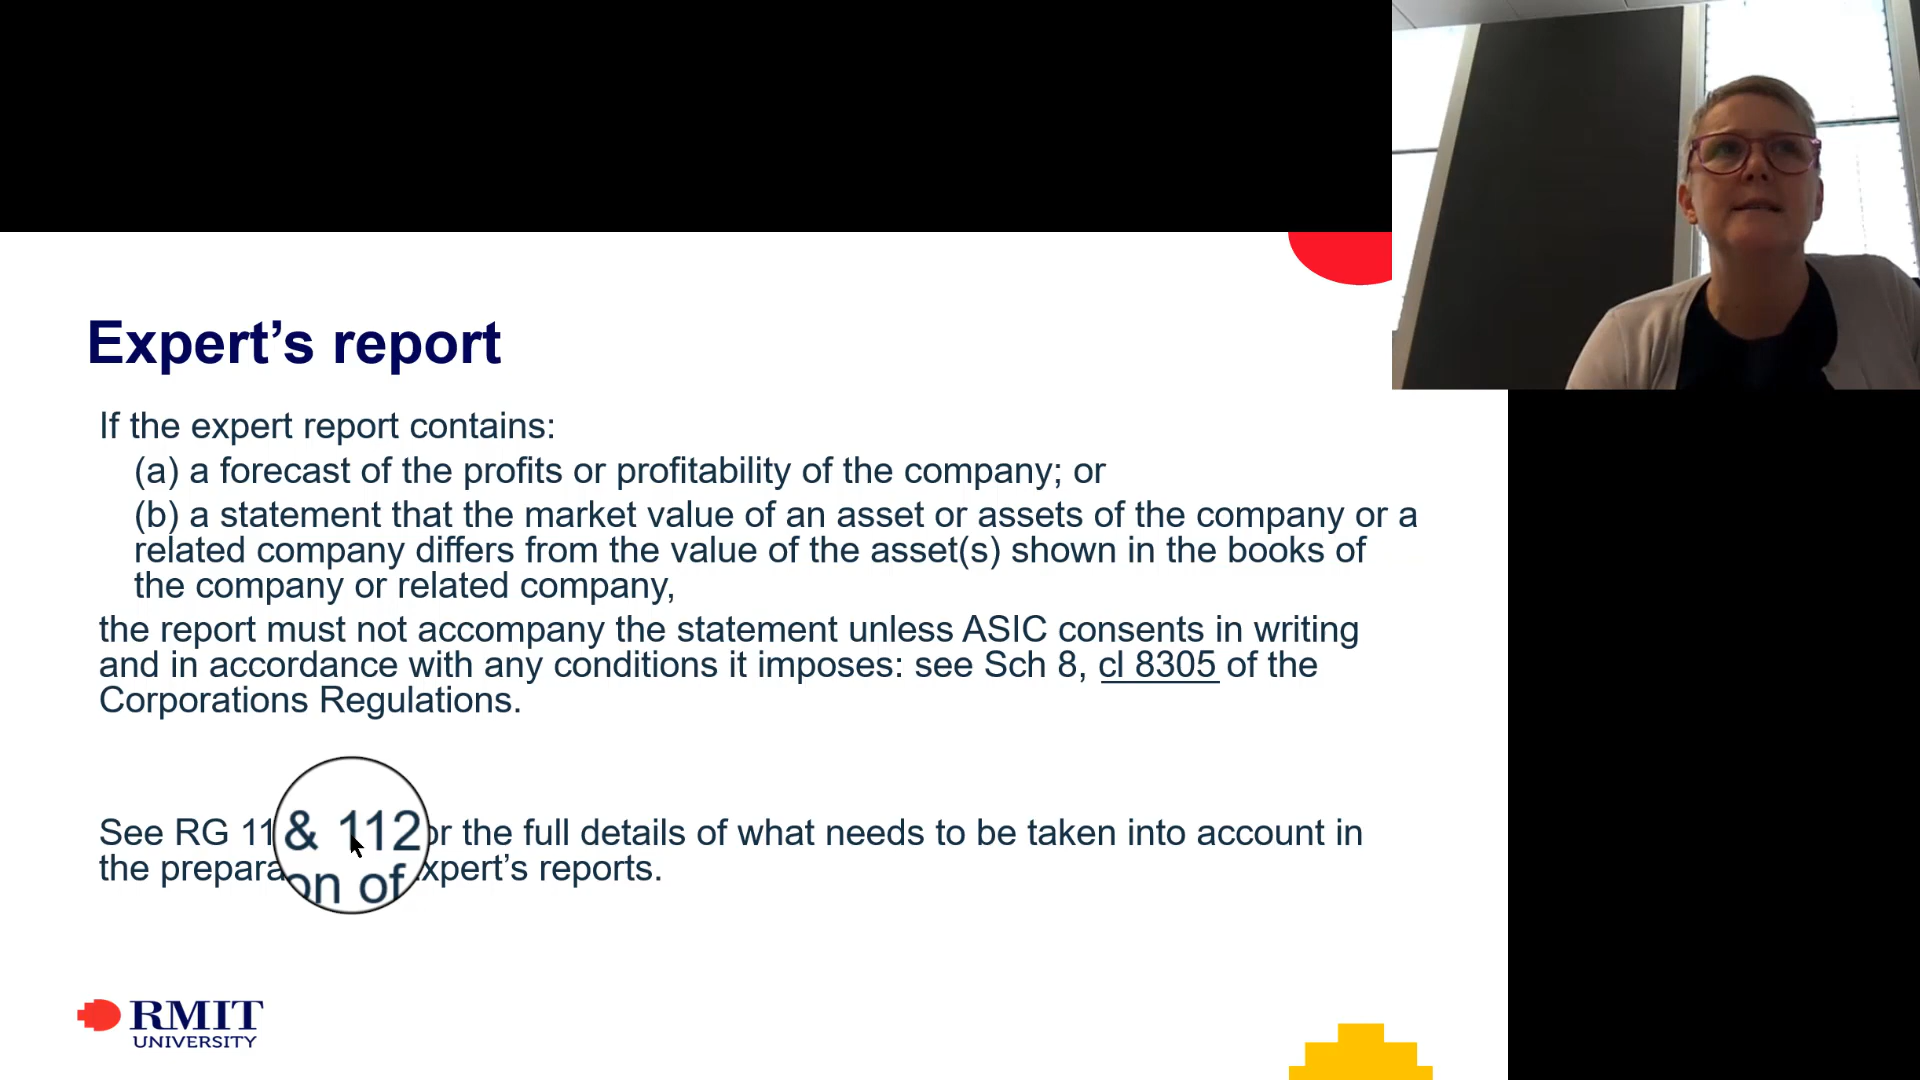 Expert’s report
If the expert report contains:
(a) a forecast of the profits or profitability of the company; or
(b) a statement that the market value of an asset or assets of the company or a
related company differs from the value of the asset(s) shown in the books of
the company or related company,
the report must not accompany the statement unless ASIC consents in writing
and in accordance with any conditions it imposes: see Sch 8, cl 8305 of the
Corporations Regulations.
See RG 11 & 112 for the full details of what needs to be taken into account in
the preparation of expert’s reports.
RMIT
UNIVERSITY